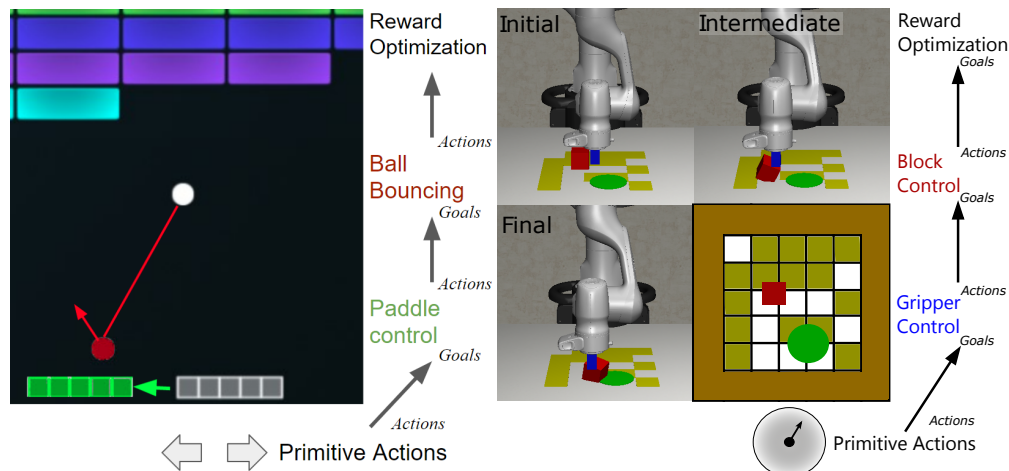 Reward
Optimization
Actions
Ball
Bouncing
Goals
Actions
Paddle
control
Goals
Actions
Primitive Actions
Initial
Intermediate
Final
Reward
Optimization
Goals
Actions
Block
Control
Goals
Actions
Gripper
Control
Goals
Actions
Primitive Actions